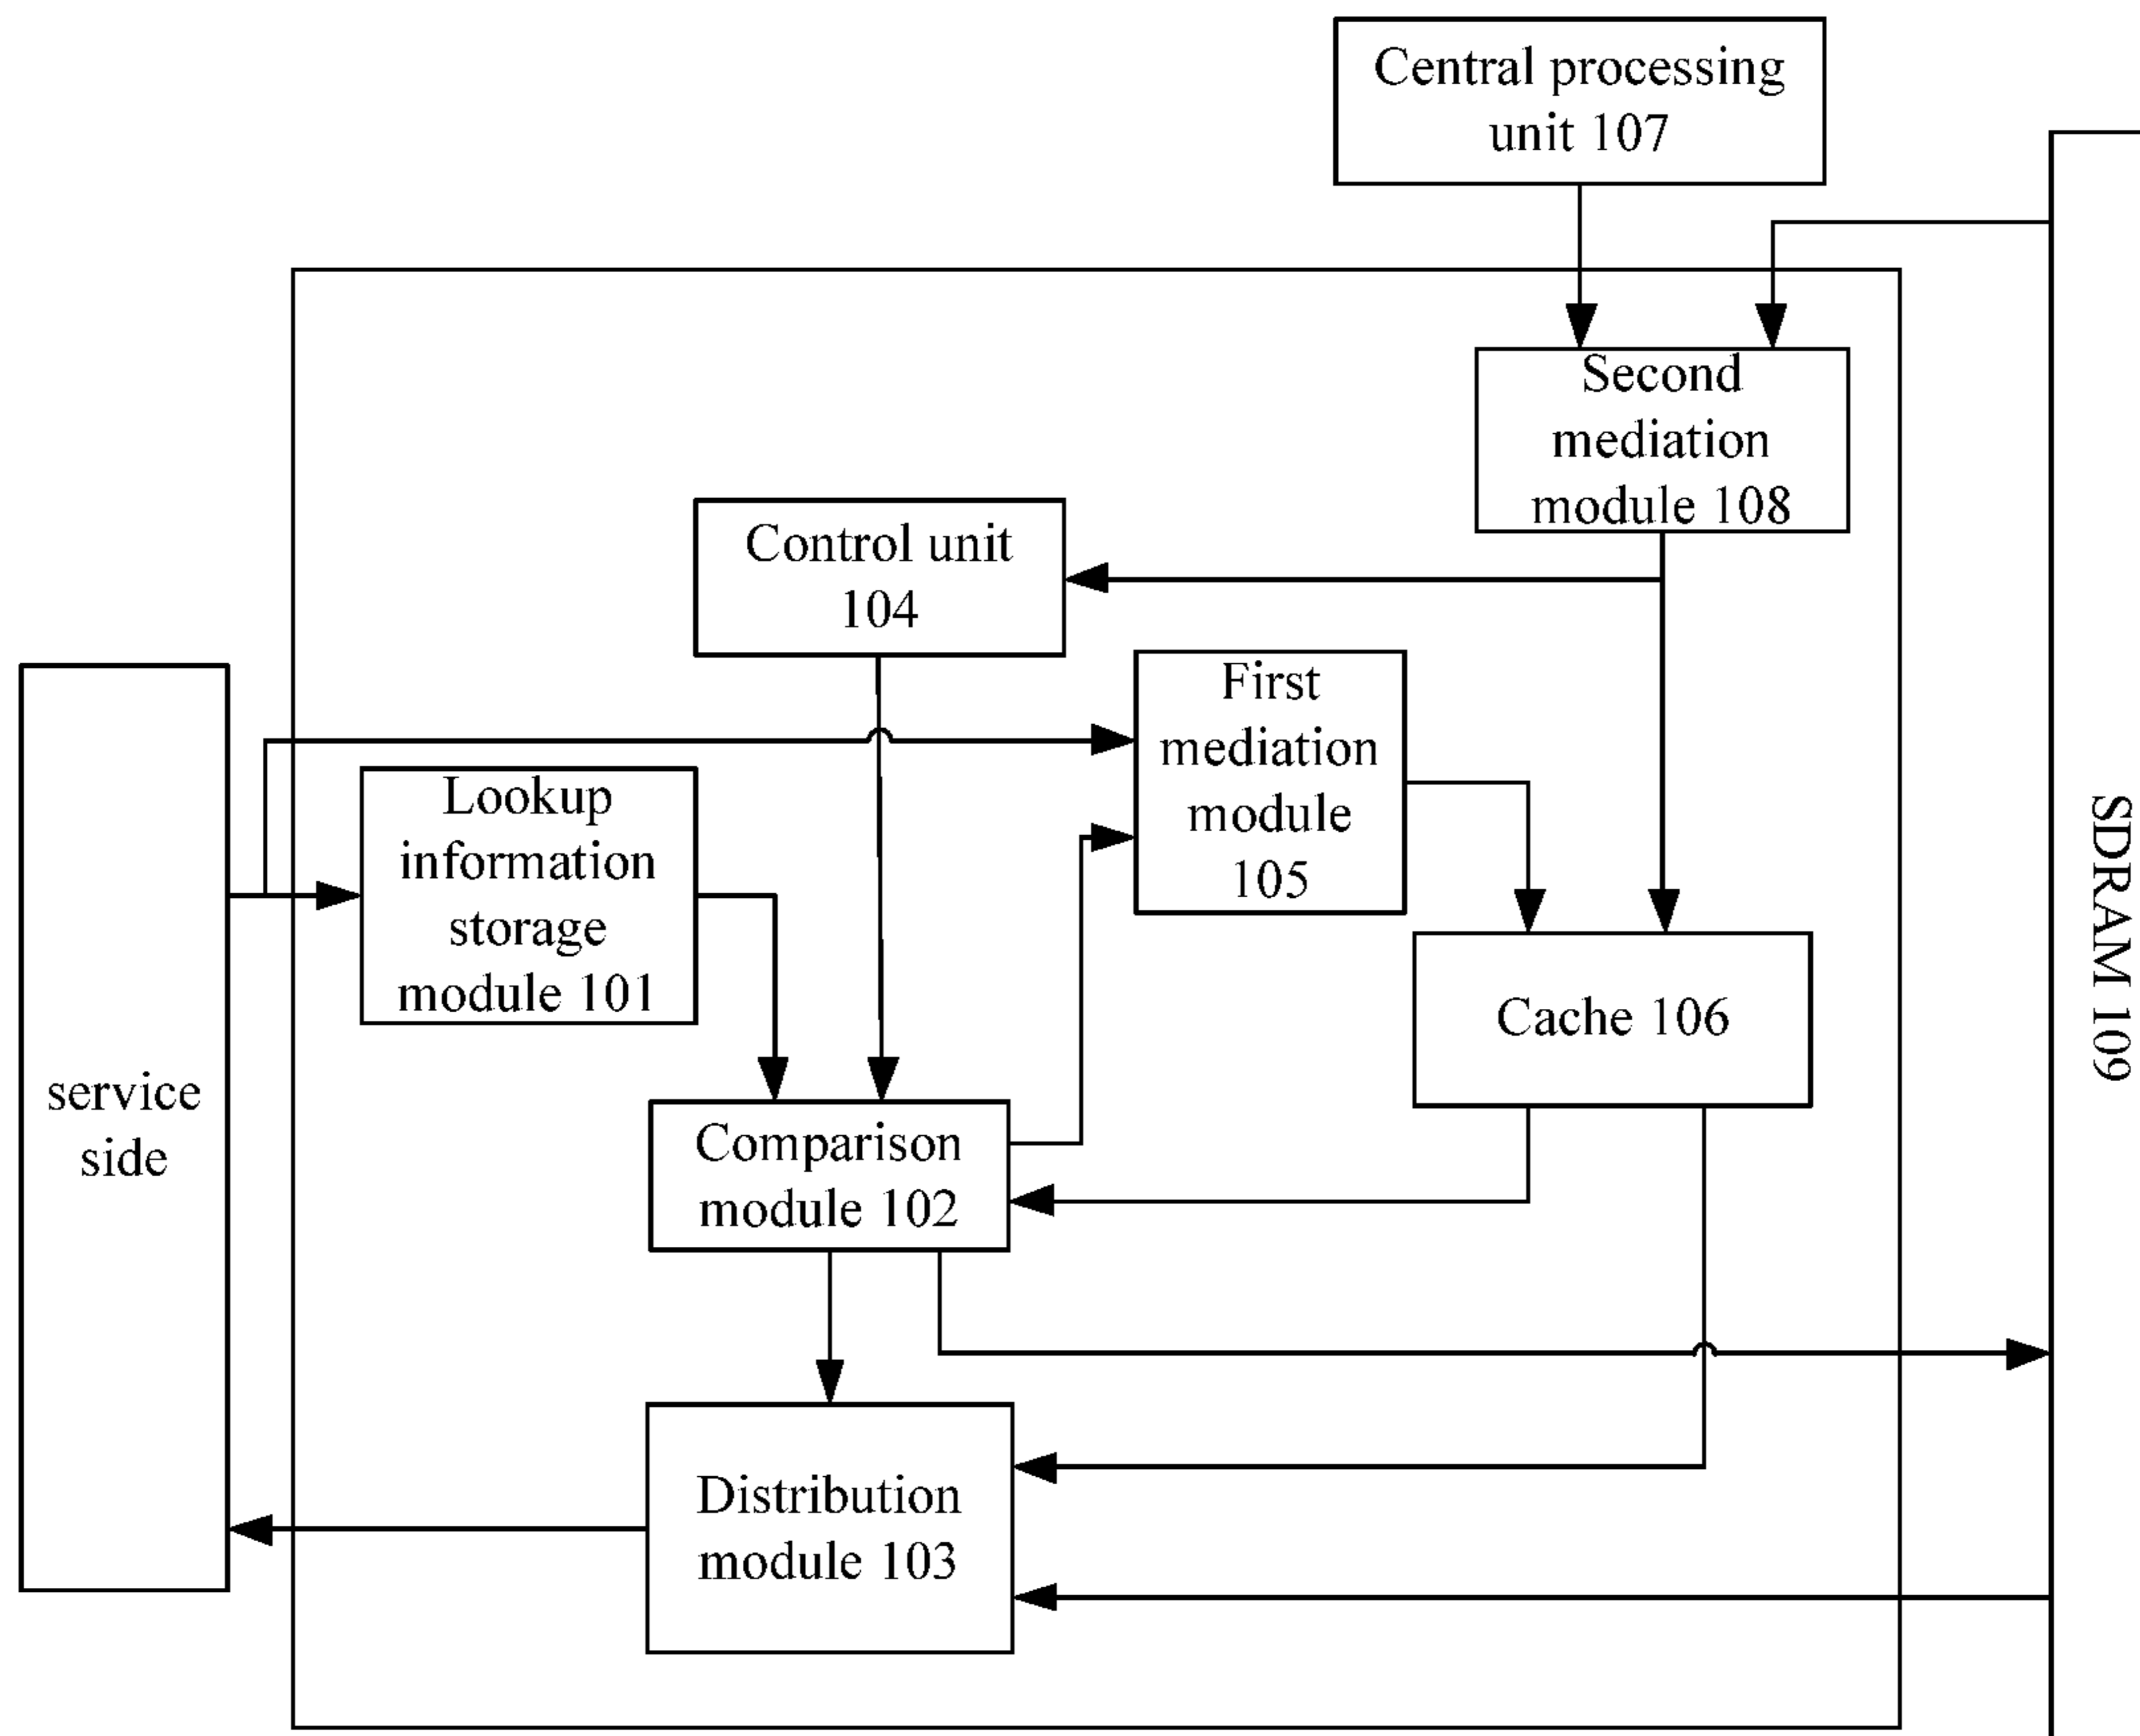 Central processing
unit 107
Second
mediation
module 108
Control unit
104
First
mediation
module
105
Lookup
information
storage
module 101
service
side
Cache 106
SDRAM 109
Comparison
module 102
Distribution
module 103